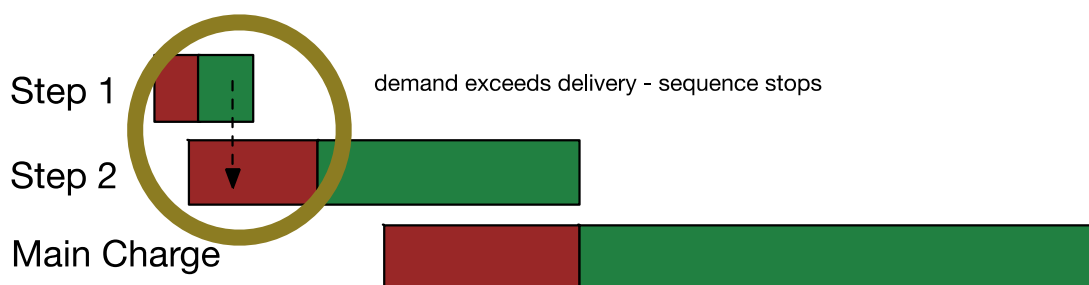 Step 1
demand exceeds delivery - sequence stops
Step 2
Main Charge